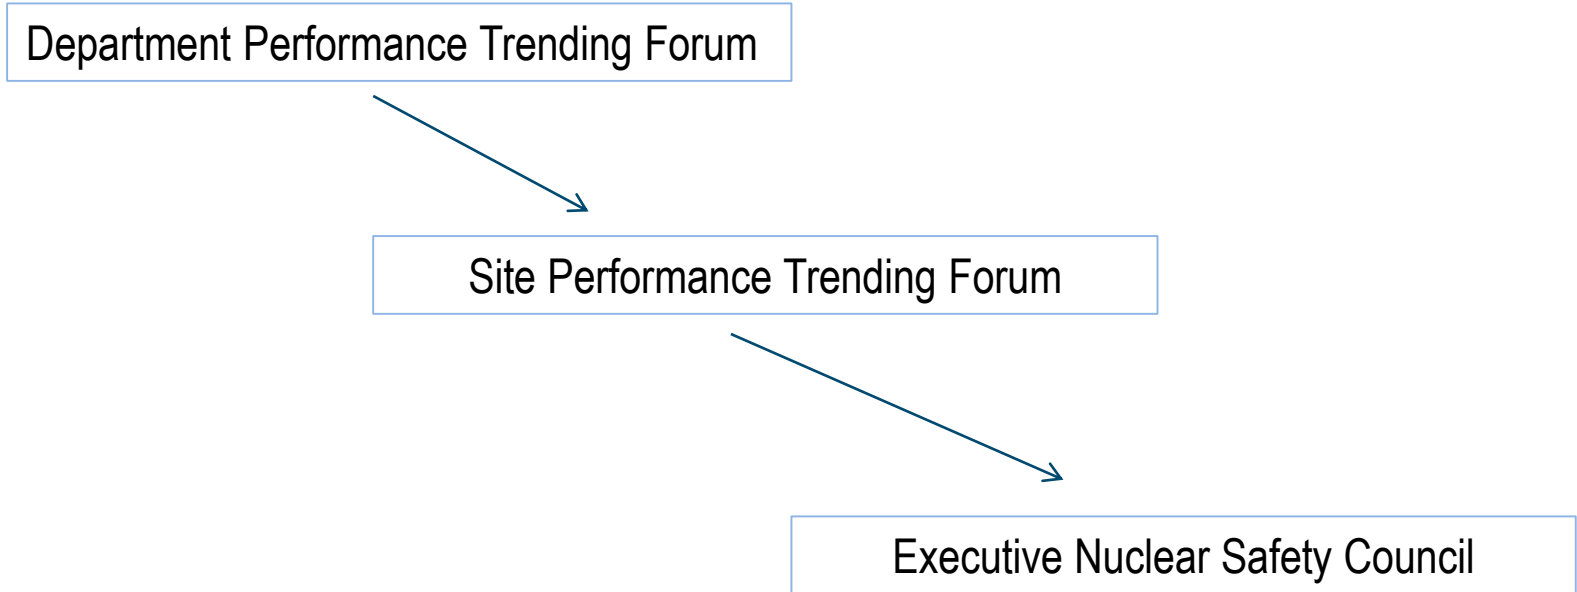 Department Performance Trending Forum
Site Performance Trending Forum
Executive Nuclear Safety Council